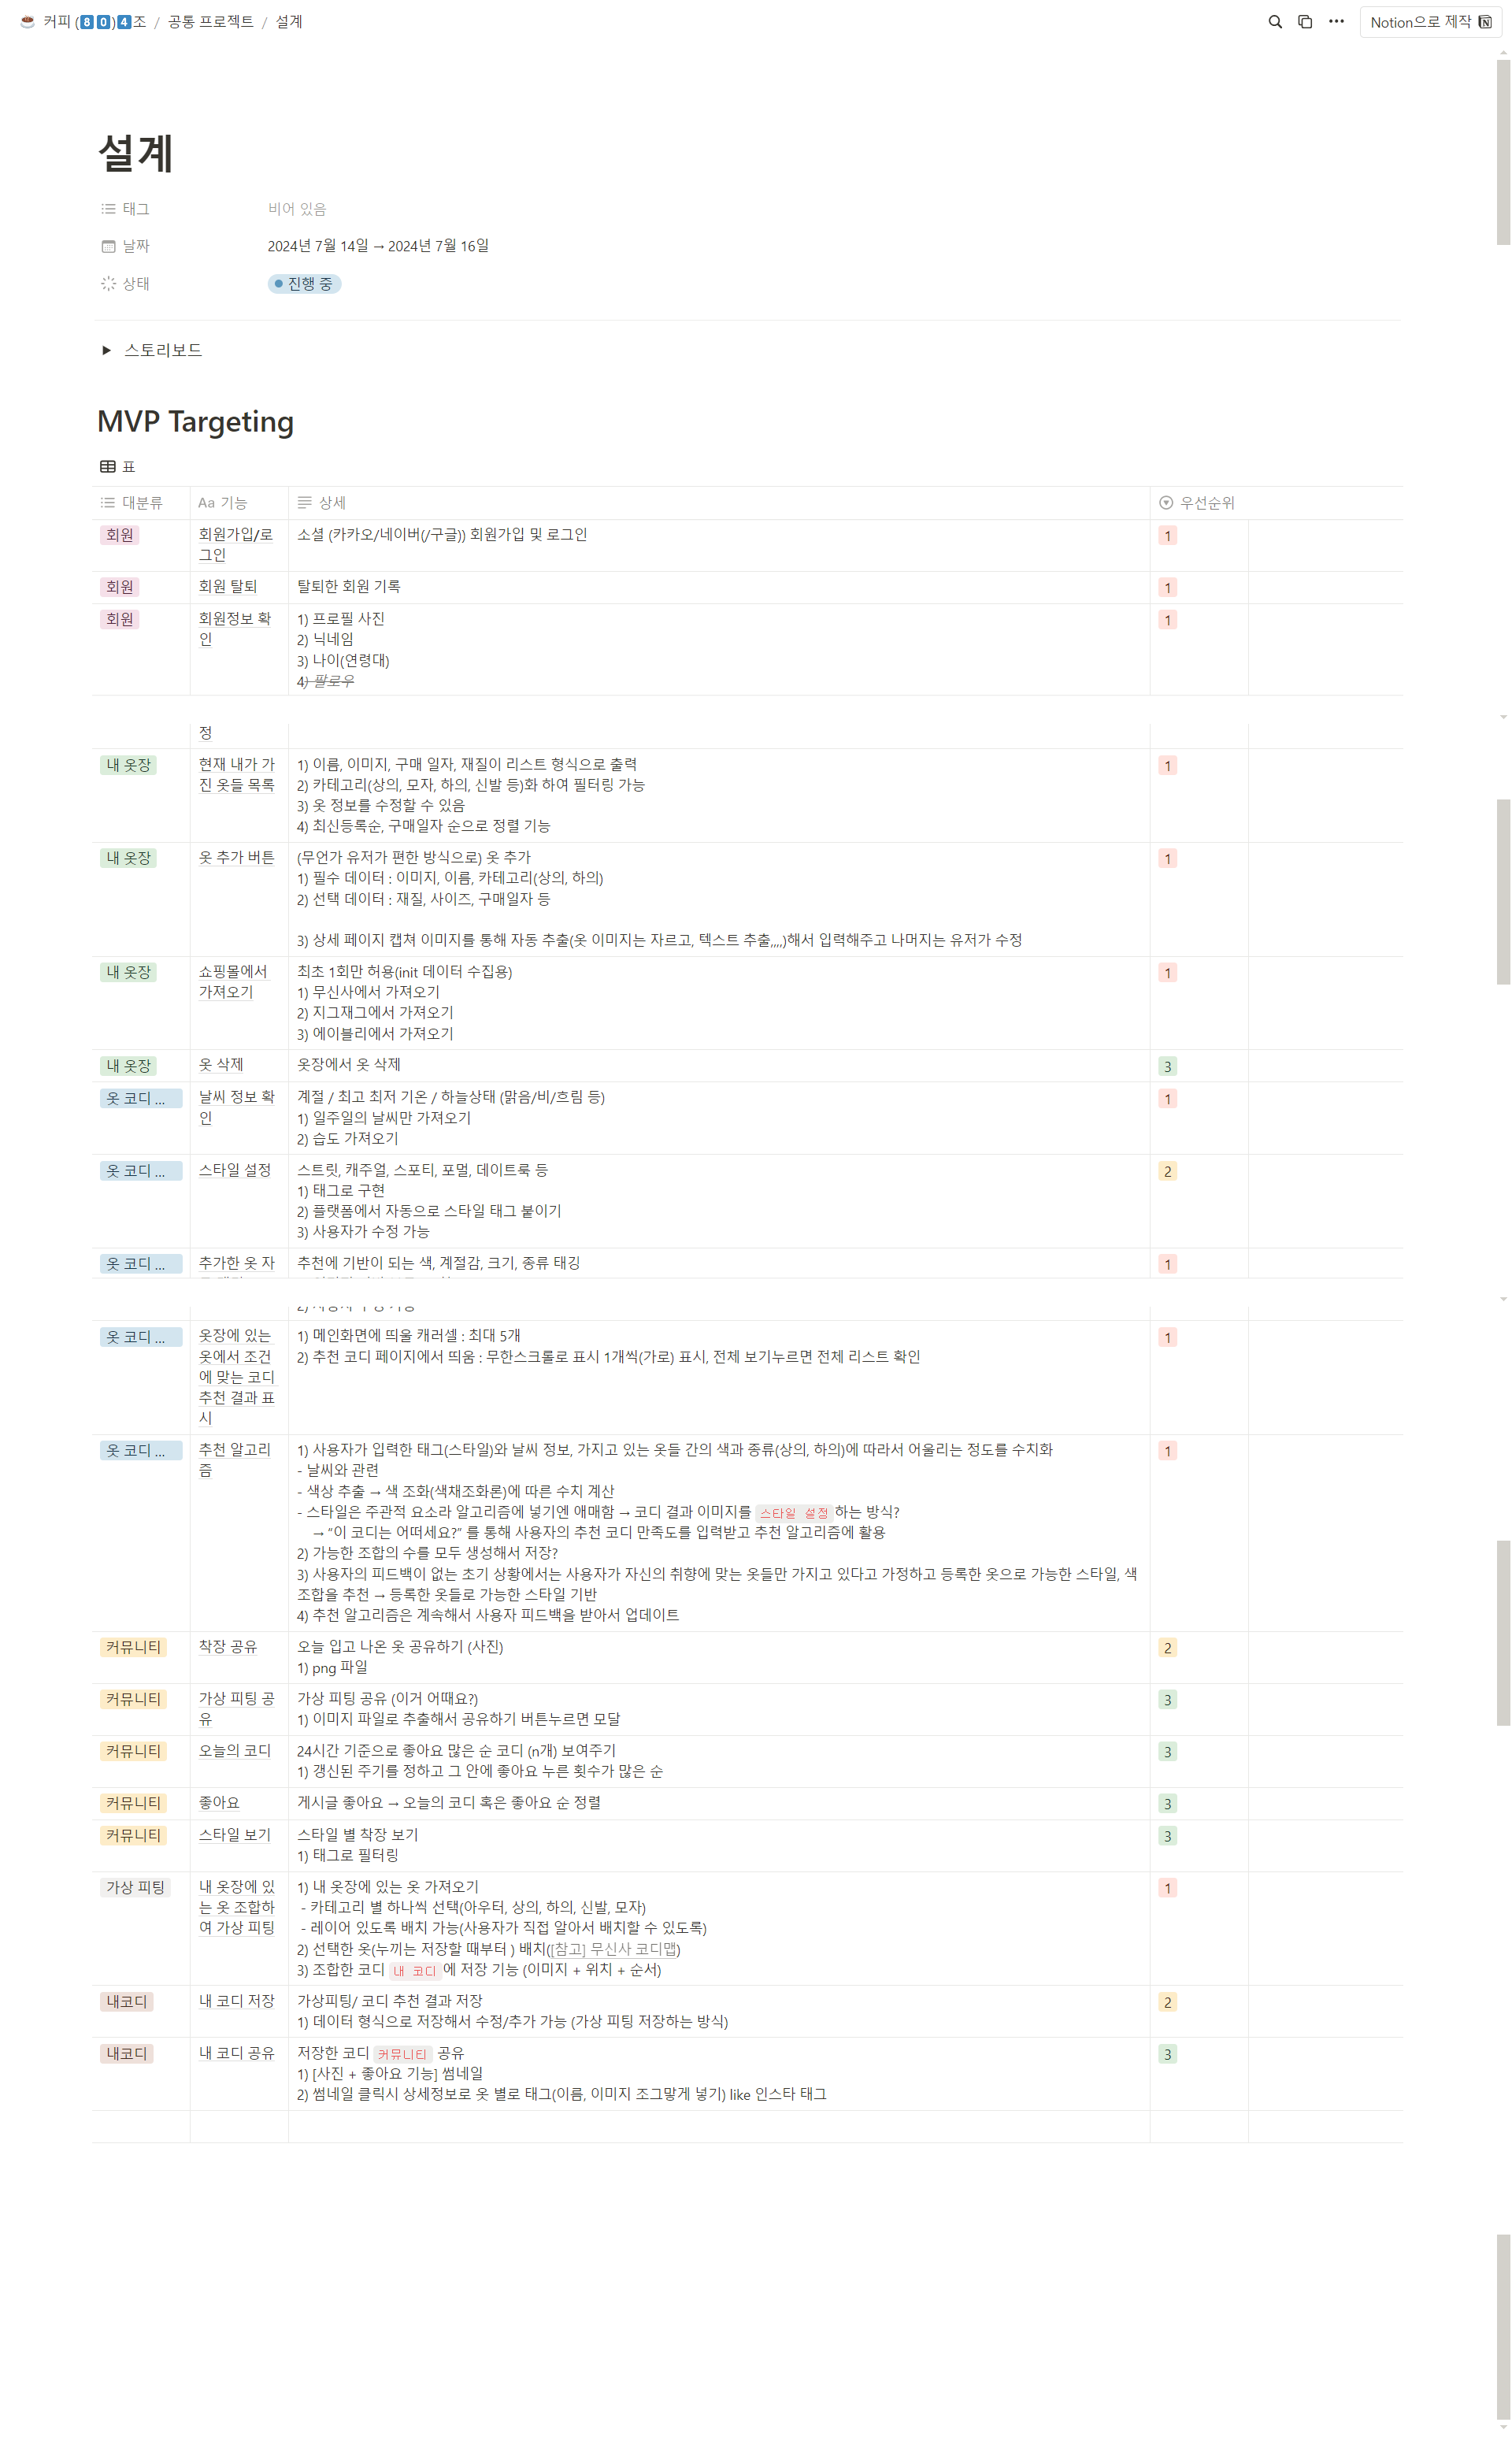 ☕ 커피 (8️⃣0️⃣)4️⃣조 / 공통 프로젝트 / 설계
Notion으로 제작
설계
태그 비어 있음
날짜 2024년 7월 14일 → 2024년 7월 16일
상태 진행 중
스토리보드
MVP Targeting
표
대분류 Aa 기능 상세 우선순위
회원 회원가입/로 소셜 (카카오/네이버(/구글)) 회원가입 및 로그인 1
그인
회원 회원 탈퇴 탈퇴한 회원 기록 1
회원 회원정보 확 1) 프로필 사진 1
인 2) 닉네임
3) 나이(연령대)
4) 팔로우
정
내 옷장 현재 내가 가 1) 이름, 이미지, 구매 일자, 재질이 리스트 형식으로 출력 1
진 옷들 목록 2) 카테고리(상의, 모자, 하의, 신발 등)화 하여 필터링 가능
3) 옷 정보를 수정할 수 있음
4) 최신등록순, 구매일자 순으로 정렬 기능
내 옷장 옷 추가 버튼 (무언가 유저가 편한 방식으로) 옷 추가 1
1) 필수 데이터 : 이미지, 이름, 카테고리(상의, 하의)
2) 선택 데이터 : 재질, 사이즈, 구매일자 등
3) 상세 페이지 캡쳐 이미지를 통해 자동 추출(옷 이미지는 자르고, 텍스트 추출,,,,)해서 입력해주고 나머지는 유저가 수정
내 옷장 쇼핑몰에서 최초 1회만 허용(init 데이터 수집용) 1
가져오기 1) 무신사에서 가져오기
2) 지그재그에서 가져오기
3) 에이블리에서 가져오기
내 옷장 옷 삭제 옷장에서 옷 삭제 3
옷 코디 ... 날씨 정보 확 계절 / 최고 최저 기온 / 하늘상태 (맑음/비/흐림 등) 1
인 1) 일주일의 날씨만 가져오기
2) 습도 가져오기
옷 코디 ... 스타일 설정 스트릿, 캐주얼, 스포티, 포멀, 데이트룩 등 2
1) 태그로 구현
2) 플랫폼에서 자동으로 스타일 태그 붙이기
3) 사용자가 수정 가능
옷 코디 ... 추가한 옷 자 추천에 기반이 되는 색, 계절감, 크기, 종류 태깅 1
옷 코디 ... 옷장에 있는 1) 메인화면에 띄울 캐러셀 : 최대 5개 1
옷에서 조건 2) 추천 코디 페이지에서 띄움 : 무한스크롤로 표시 1개씩(가로) 표시, 전체 보기누르면 전체 리스트 확인
에 맞는 코디
추천 결과 표
시
옷 코디 ... 추천 알고리 1) 사용자가 입력한 태그(스타일)와 날씨 정보, 가지고 있는 옷들 간의 색과 종류(상의, 하의)에 따라서 어울리는 정도를 수치화 1
즘 - 날씨와 관련
- 색상 추출 → 색 조화(색채조화론)에 따른 수치 계산
- 스타일은 주관적 요소라 알고리즘에 넣기엔 애매함 → 코디 결과 이미지를 스타일 설정 하는 방식?
→ “이 코디는 어떠세요?” 를 통해 사용자의 추천 코디 만족도를 입력받고 추천 알고리즘에 활용
2) 가능한 조합의 수를 모두 생성해서 저장?
3) 사용자의 피드백이 없는 초기 상황에서는 사용자가 자신의 취향에 맞는 옷들만 가지고 있다고 가정하고 등록한 옷으로 가능한 스타일, 색
조합을 추천 → 등록한 옷들로 가능한 스타일 기반
4) 추천 알고리즘은 계속해서 사용자 피드백을 받아서 업데이트
커뮤니티 착장 공유 오늘 입고 나온 옷 공유하기 (사진) 2
1) png 파일
커뮤니티 가상 피팅 공 가상 피팅 공유 (이거 어때요?) 3
유 1) 이미지 파일로 추출해서 공유하기 버튼누르면 모달
커뮤니티 오늘의 코디 24시간 기준으로 좋아요 많은 순 코디 (n개) 보여주기 3
1) 갱신된 주기를 정하고 그 안에 좋아요 누른 횟수가 많은 순
커뮤니티 좋아요 게시글 좋아요 → 오늘의 코디 혹은 좋아요 순 정렬 3
커뮤니티 스타일 보기 스타일 별 착장 보기 3
1) 태그로 필터링
가상 피팅 내 옷장에 있 1) 내 옷장에 있는 옷 가져오기 1
는 옷 조합하 - 카테고리 별 하나씩 선택(아우터, 상의, 하의, 신발, 모자)
여 가상 피팅 - 레이어 있도록 배치 가능(사용자가 직접 알아서 배치할 수 있도록)
2) 선택한 옷(누끼는 저장할 때부터 ) 배치([참고] 무신사 코디맵)
3) 조합한 코디 내 코디 에 저장 기능 (이미지 + 위치 + 순서)
내코디 내 코디 저장 가상피팅/ 코디 추천 결과 저장 2
1) 데이터 형식으로 저장해서 수정/추가 가능 (가상 피팅 저장하는 방식)
내코디 내 코디 공유 저장한 코디 커뮤니티 공유 3
1) [사진 + 좋아요 기능] 썸네일
2) 썸네일 클릭시 상세정보로 옷 별로 태그(이름, 이미지 조그맣게 넣기) like 인스타 태그